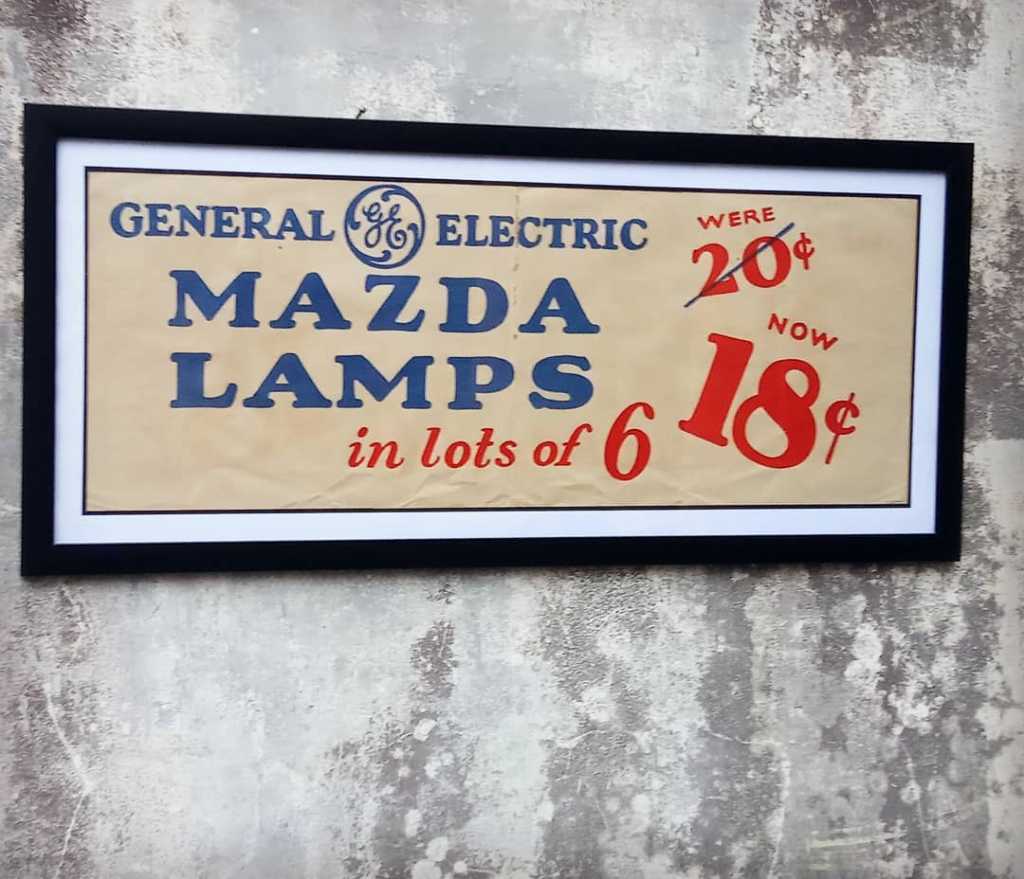 GENERAL GE ELECTRIC
MAZDA
LAMPS
in lots of 6
WERE
20¢
NOW
18¢